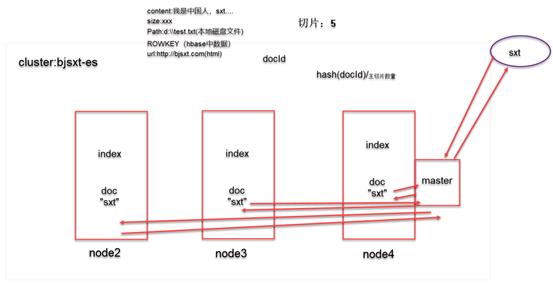 content:我是中国人，sxt....
size:xxx
Path:d:\\test.txt(本地磁盘文件)
ROWKEY（hbase中数据）
url:http://bjsxt.com(html)
切片：5
sxt
cluster:bjsxt-es
docId
hash(docId)/主切片数量
index
index
index
doc
"sxt"
doc
"sxt"
doc
"sxt"
master
node2
node3
node4